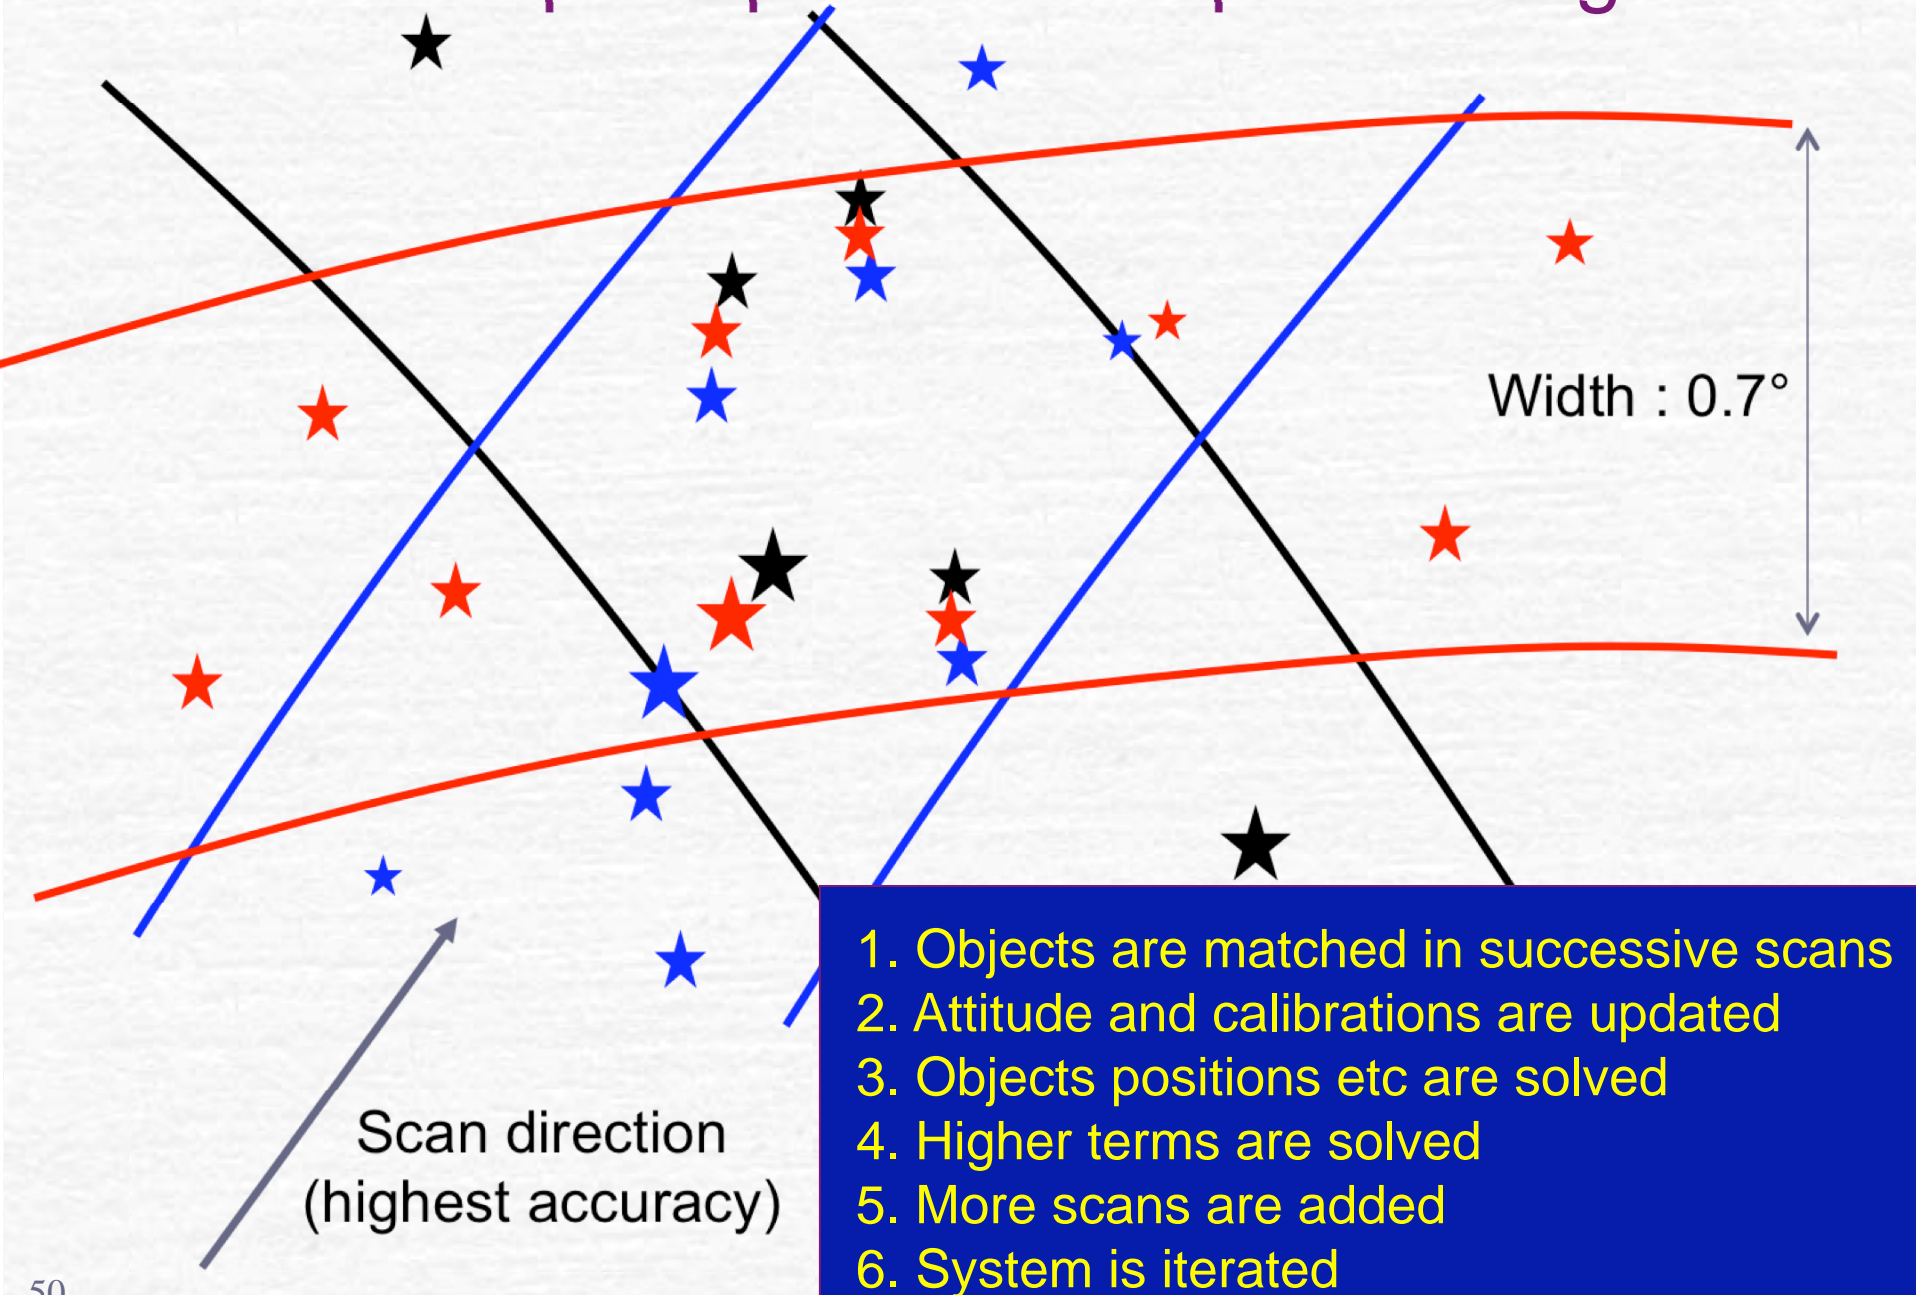 Width : 0.7°
Scan direction
(highest accuracy)
1. Objects are matched in successive scans
2. Attitude and calibrations are updated
3. Objects positions etc are solved
4. Higher terms are solved
5. More scans are added
6. System is iterated
50